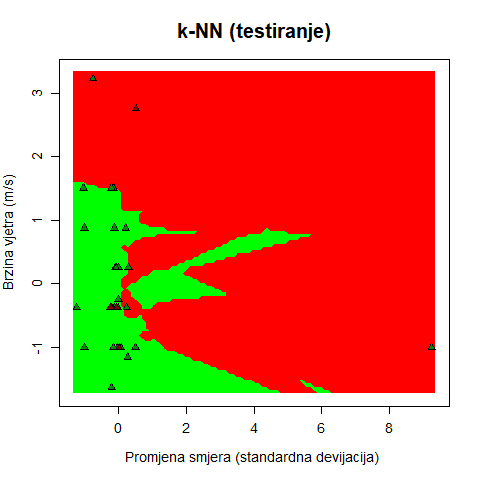 k-NN (testiranje)
Brzina vjetra (m/s)
3
2
1
0
-1
0 2 4 6 8
Promjena smjera (standardna devijacija)